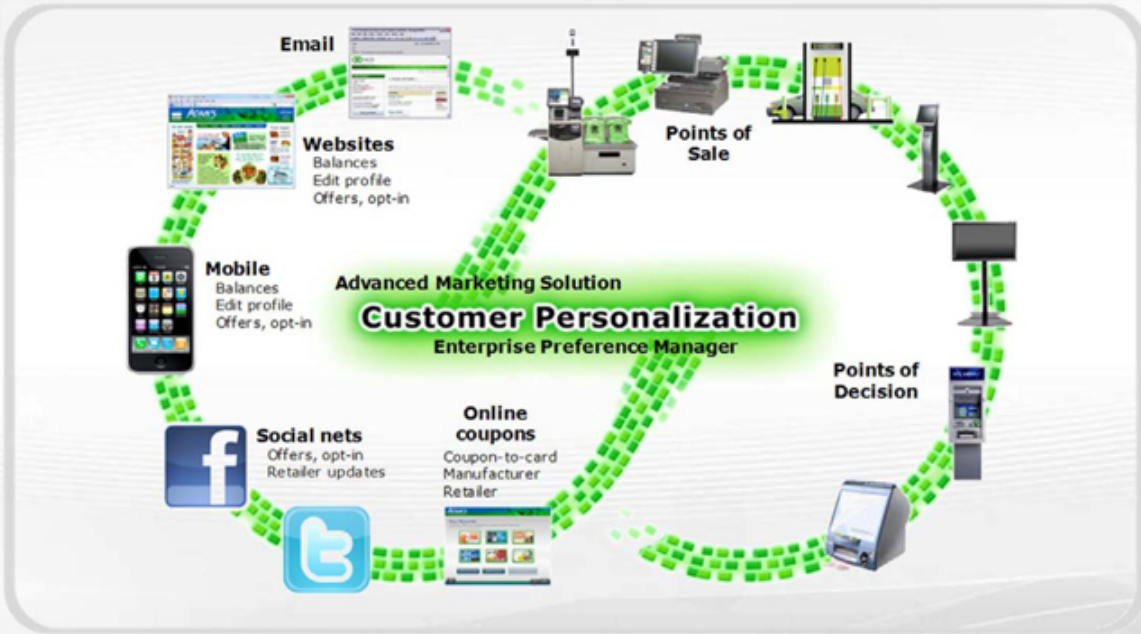 Email
Websites
Balances
Edit profile
Offers, opt-in
Points of
Sale
Mobile
Balances
Edit profile
Offers, opt-in
Advanced Marketing Solution
Customer Personalization
Enterprise Preference Manager
Points of
Decision
Social nets
Offers, opt-in
Retailer updates
Online
coupons
Coupon-to-card
Manufacturer
Retailer